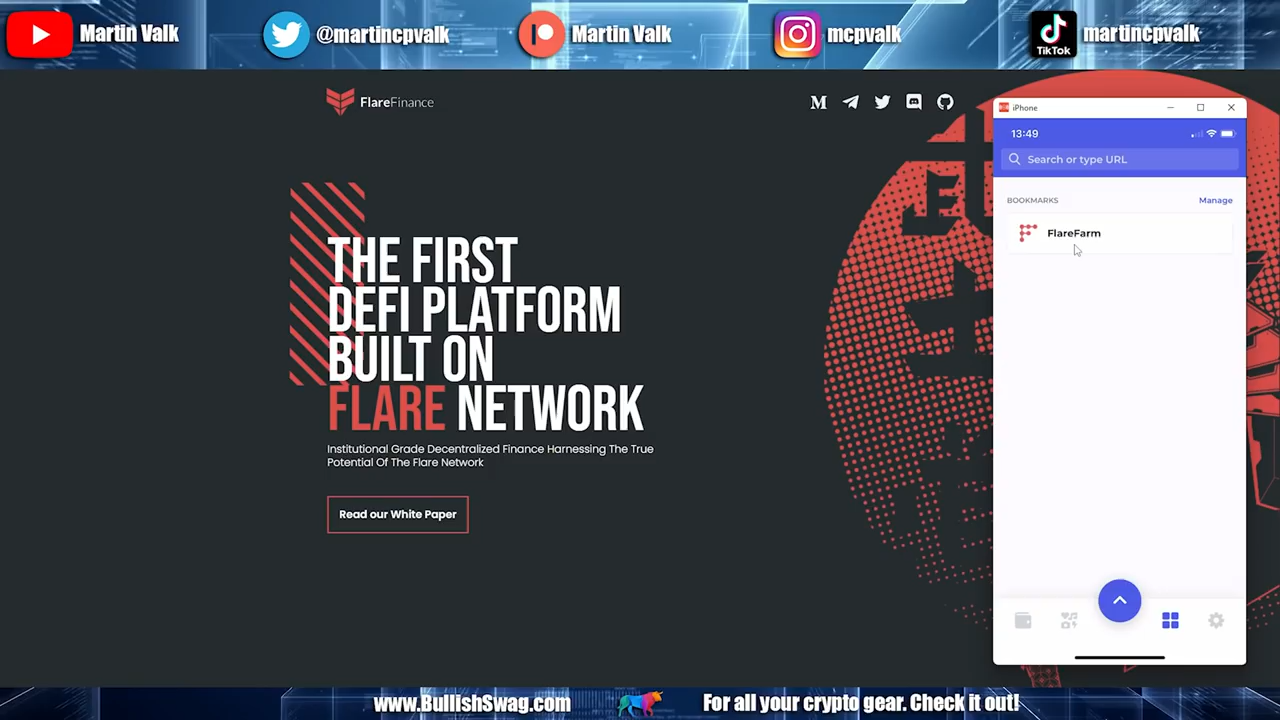 Martin Valk
@martincpvalk
Martin Valk
mcpvalk
TikTok
martincpvalk
FlareFinance
M
THE FIRST
DEFI PLATFORM
BUILT ON
FLARE NETWORK
Institutional Grade Decentralized Finance Harnessing The True
Potential Of The Flare Network
Read our White Paper
iPhone
13:49
Search or type URL
BOOKMARKS
Manage
FlareFarm
www.BullishSwag.com
For all your crypto gear. Check it out!